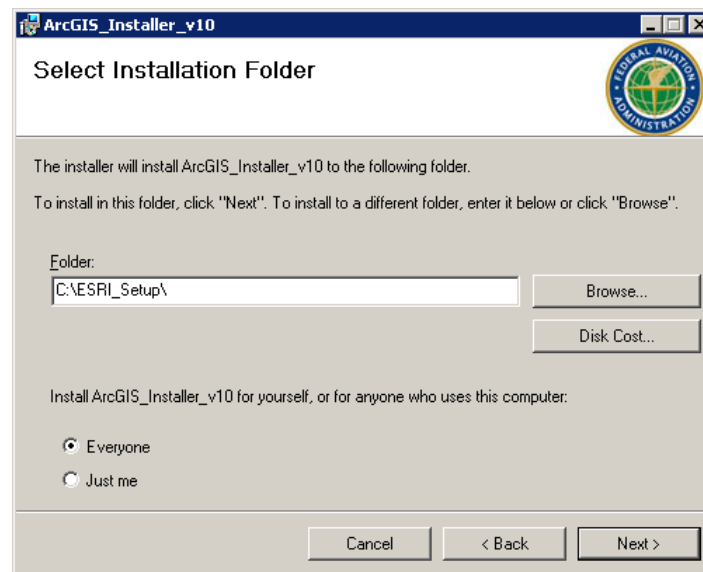 ArcGIS_Installer_v10
Select Installation Folder
FEDERAL AVIATION
ADMINISTRATION
The installer will install ArcGIS_Installer_v10 to the following folder.
To install in this folder, click "Next". To install to a different folder, enter it below or click "Browse".
Folder:
C:\ESRI_Setup\
Browse...
Disk Cost...
Install ArcGIS_Installer_v10 for yourself, or for anyone who uses this computer:
Everyone
Just me
Cancel
< Back
Next >